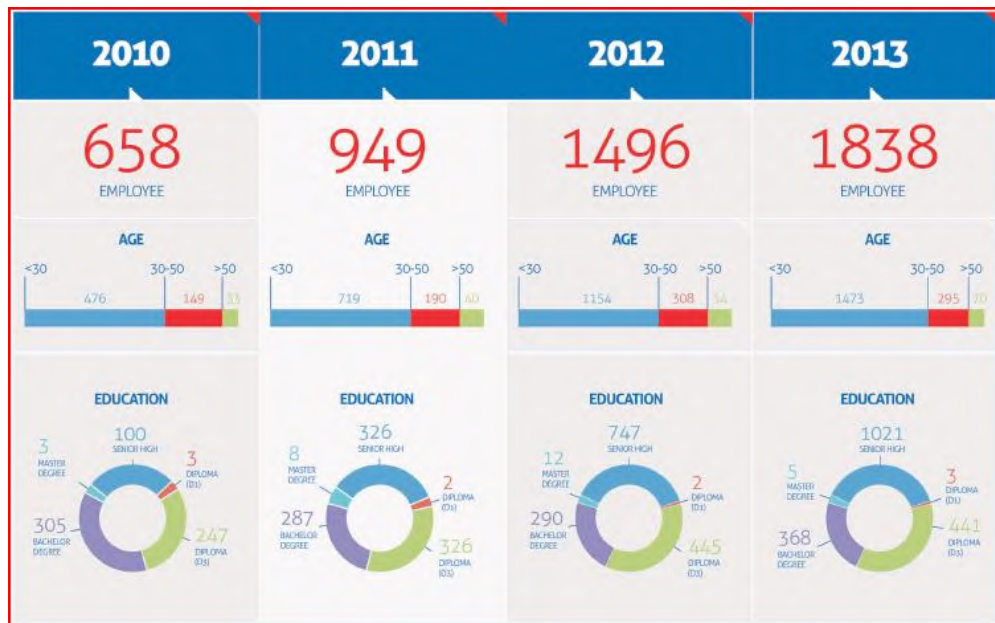 2010
658
EMPLOYEE
AGE
<30 30-50 >50
476 149 33
EDUCATION
100
SENIOR HIGH
3
MASTER
DEGREE
3
DIPLOMA
(D1)
305
BACHELOR
DEGREE
247
DIPLOMA
(D3)
2011
949
EMPLOYEE
AGE
<30 30-50 >50
719 190 40
EDUCATION
326
SENIOR HIGH
8
MASTER
DEGREE
2
DIPLOMA
(D1)
287
BACHELOR
DEGREE
326
DIPLOMA
(D3)
2012
1496
EMPLOYEE
AGE
<30 30-50 >50
1154 308 34
EDUCATION
747
SENIOR HIGH
12
MASTER
DEGREE
2
DIPLOMA
(D1)
290
BACHELOR
DEGREE
445
DIPLOMA
(D3)
2013
1838
EMPLOYEE
AGE
<30 30-50 >50
1473 295 70
EDUCATION
1021
SENIOR HIGH
5
MASTER
DEGREE
3
DIPLOMA
(D1)
368
BACHELOR
DEGREE
441
DIPLOMA
(D3)